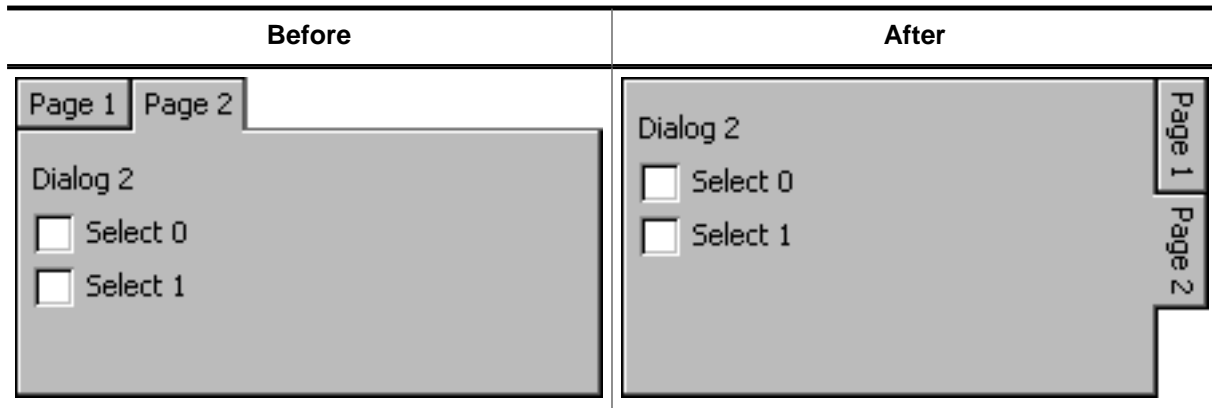 Before
After
Page 1
Page 2
Dialog 2
Select 0
Select 1
Dialog 2
Select 0
Select 1
Page 1
Page 2